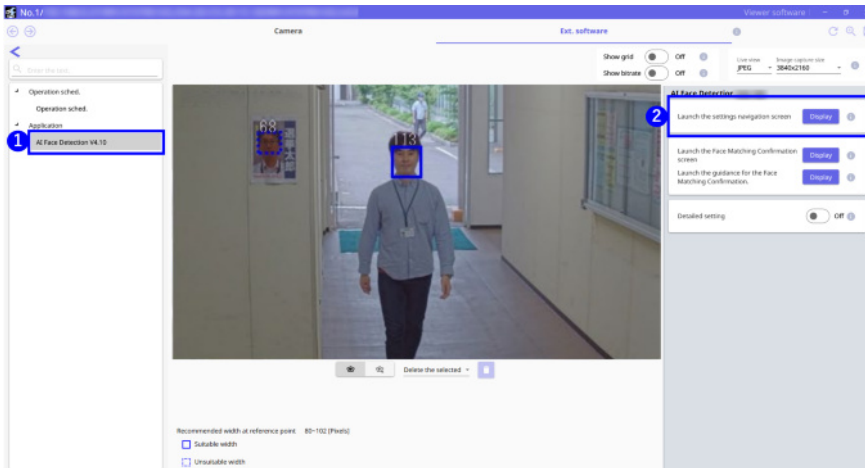 No.1/
Viewer software
Camera
Ext. software
Enter the text.
Show grid Off
Show bitrate Off
Live view
JPEG
Image capture size
3840x2160
Operation sched.
Operation sched.
Application
1
AI Face Detection V4.10
68
113
AI Face Detection
2
Launch the settings navigation screen
Display
Launch the Face Matching Confirmation
screen
Display
Launch the guidance for the Face
Matching Confirmation.
Display
Detailed setting
Off
Delete the selected
Recommended width at reference point 80~102 [Pixels]
Suitable width
Unsuitable width